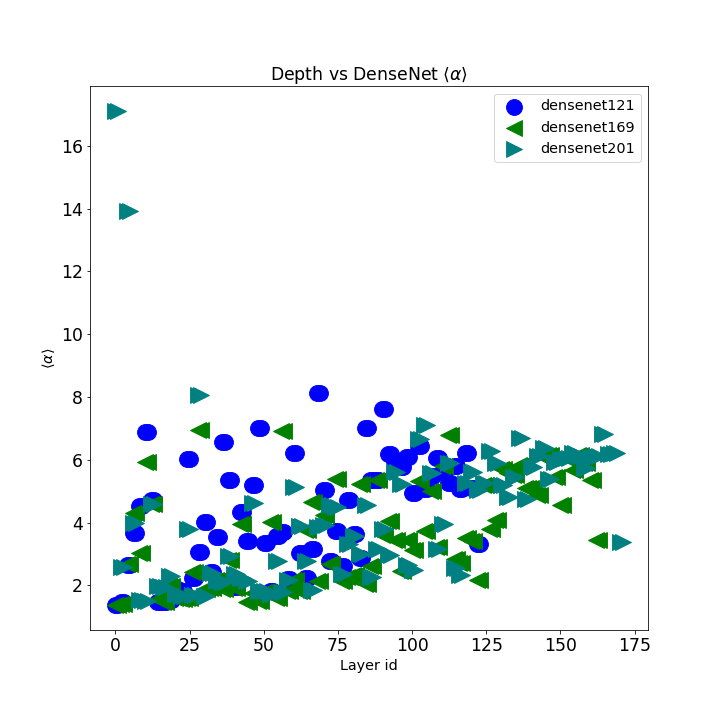 Depth vs DenseNet ⟨α⟩
densenet121
densenet169
densenet201
16
14
12
10
8
6
4
2
⟨α⟩
0 25 50 75 100 125 150 175
Layer id